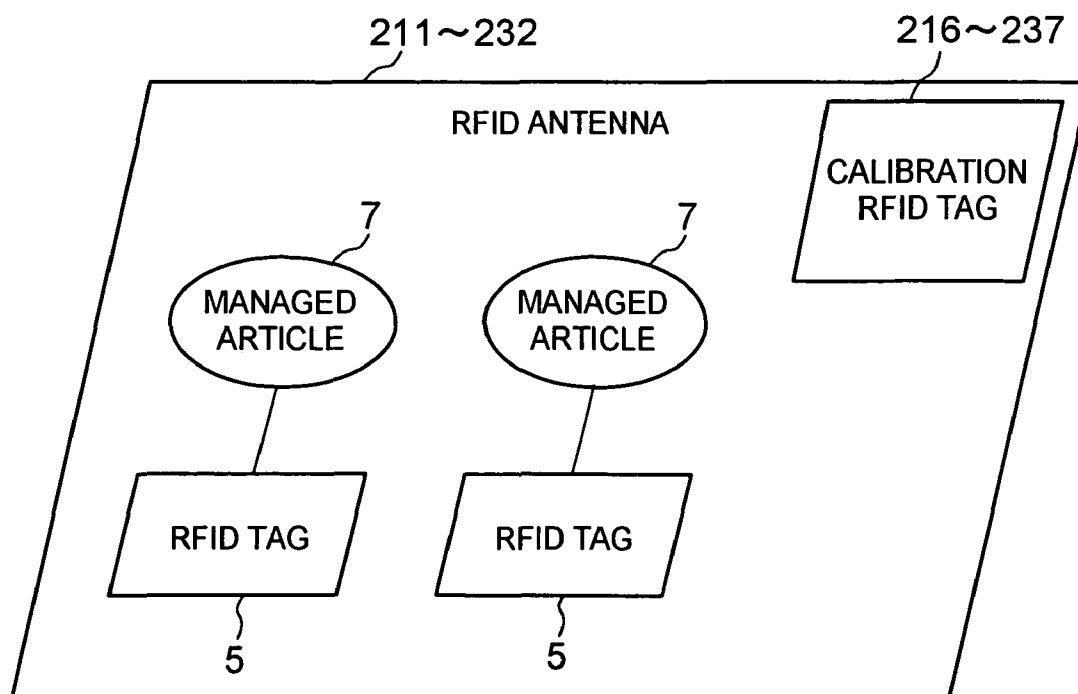 211～232
216～237
RFID ANTENNA
CALIBRATION
RFID TAG
7
7
MANAGED
ARTICLE
MANAGED
ARTICLE
RFID TAG
RFID TAG
5
5